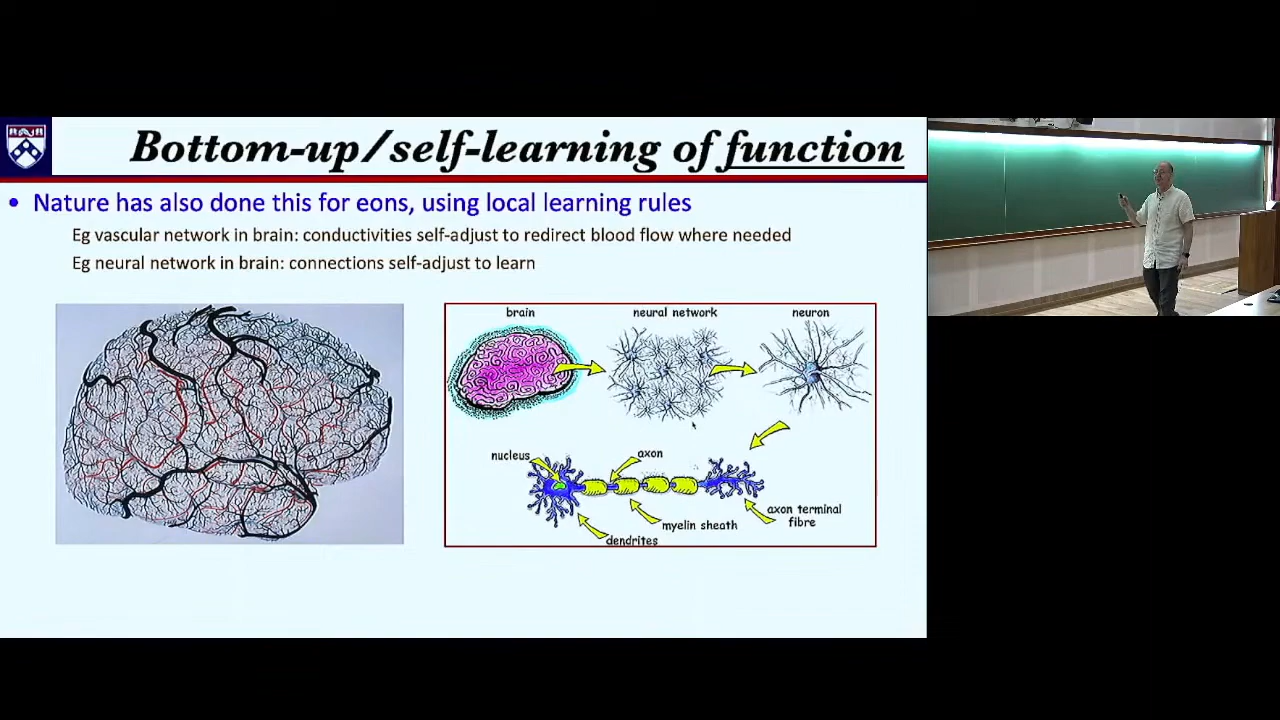 Bottom-up/self-learning of function
• Nature has also done this for eons, using local learning rules
Eg vascular network in brain: conductivities self-adjust to redirect blood flow where needed
Eg neural network in brain: connections self-adjust to learn
brain
neural network
neuron
nucleus
axon
axon terminal
fibre
myelin sheath
dendrites